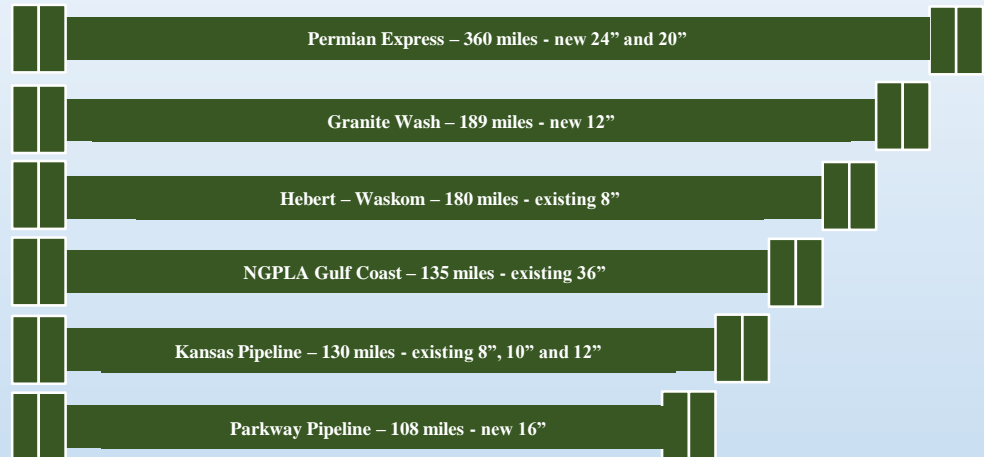 Permian Express – 360 miles - new 24” and 20”
Granite Wash – 189 miles - new 12”
Hebert – Waskom – 180 miles - existing 8”
NGPLA Gulf Coast – 135 miles - existing 36”
Kansas Pipeline – 130 miles - existing 8”, 10” and 12”
Parkway Pipeline – 108 miles - new 16”